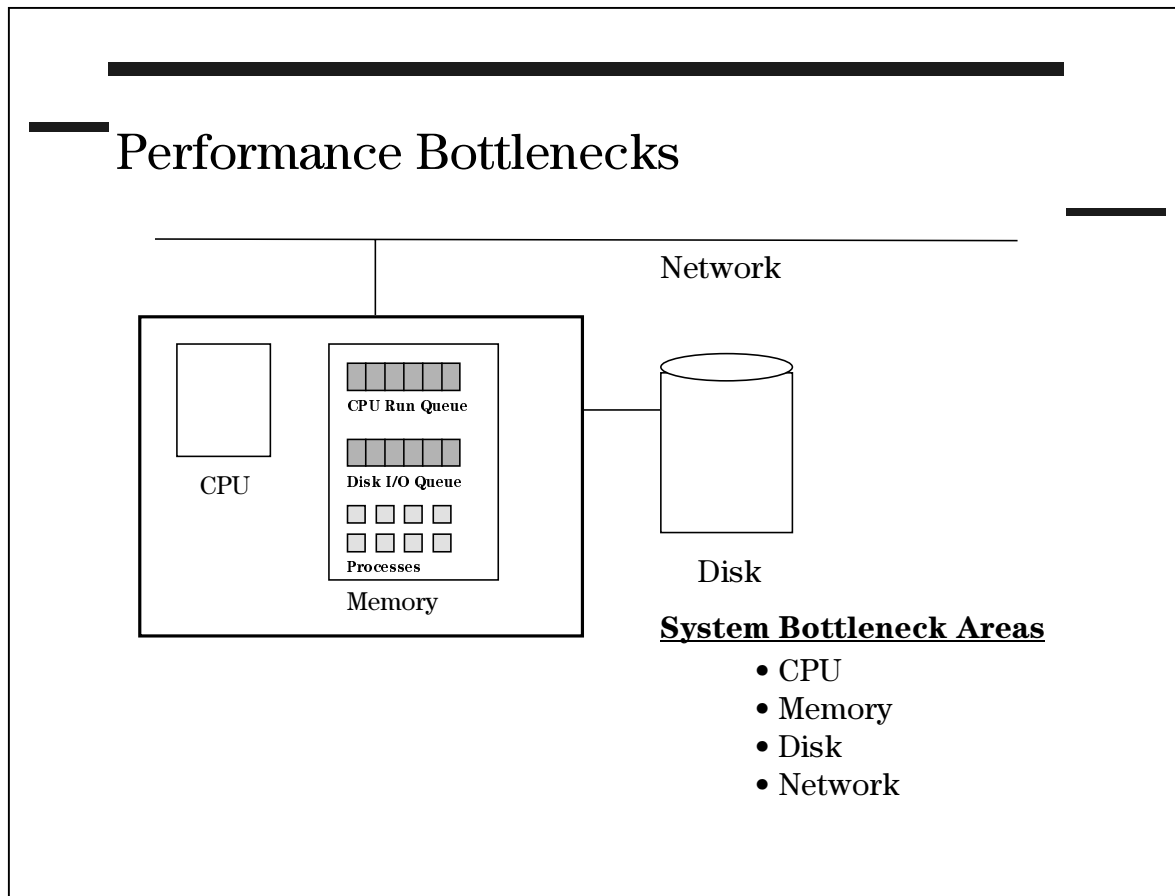 Performance Bottlenecks
Network
CPU Run Queue
Disk I/O Queue
CPU
Processes
Memory
Disk
System Bottleneck Areas
• CPU
• Memory
• Disk
• Network